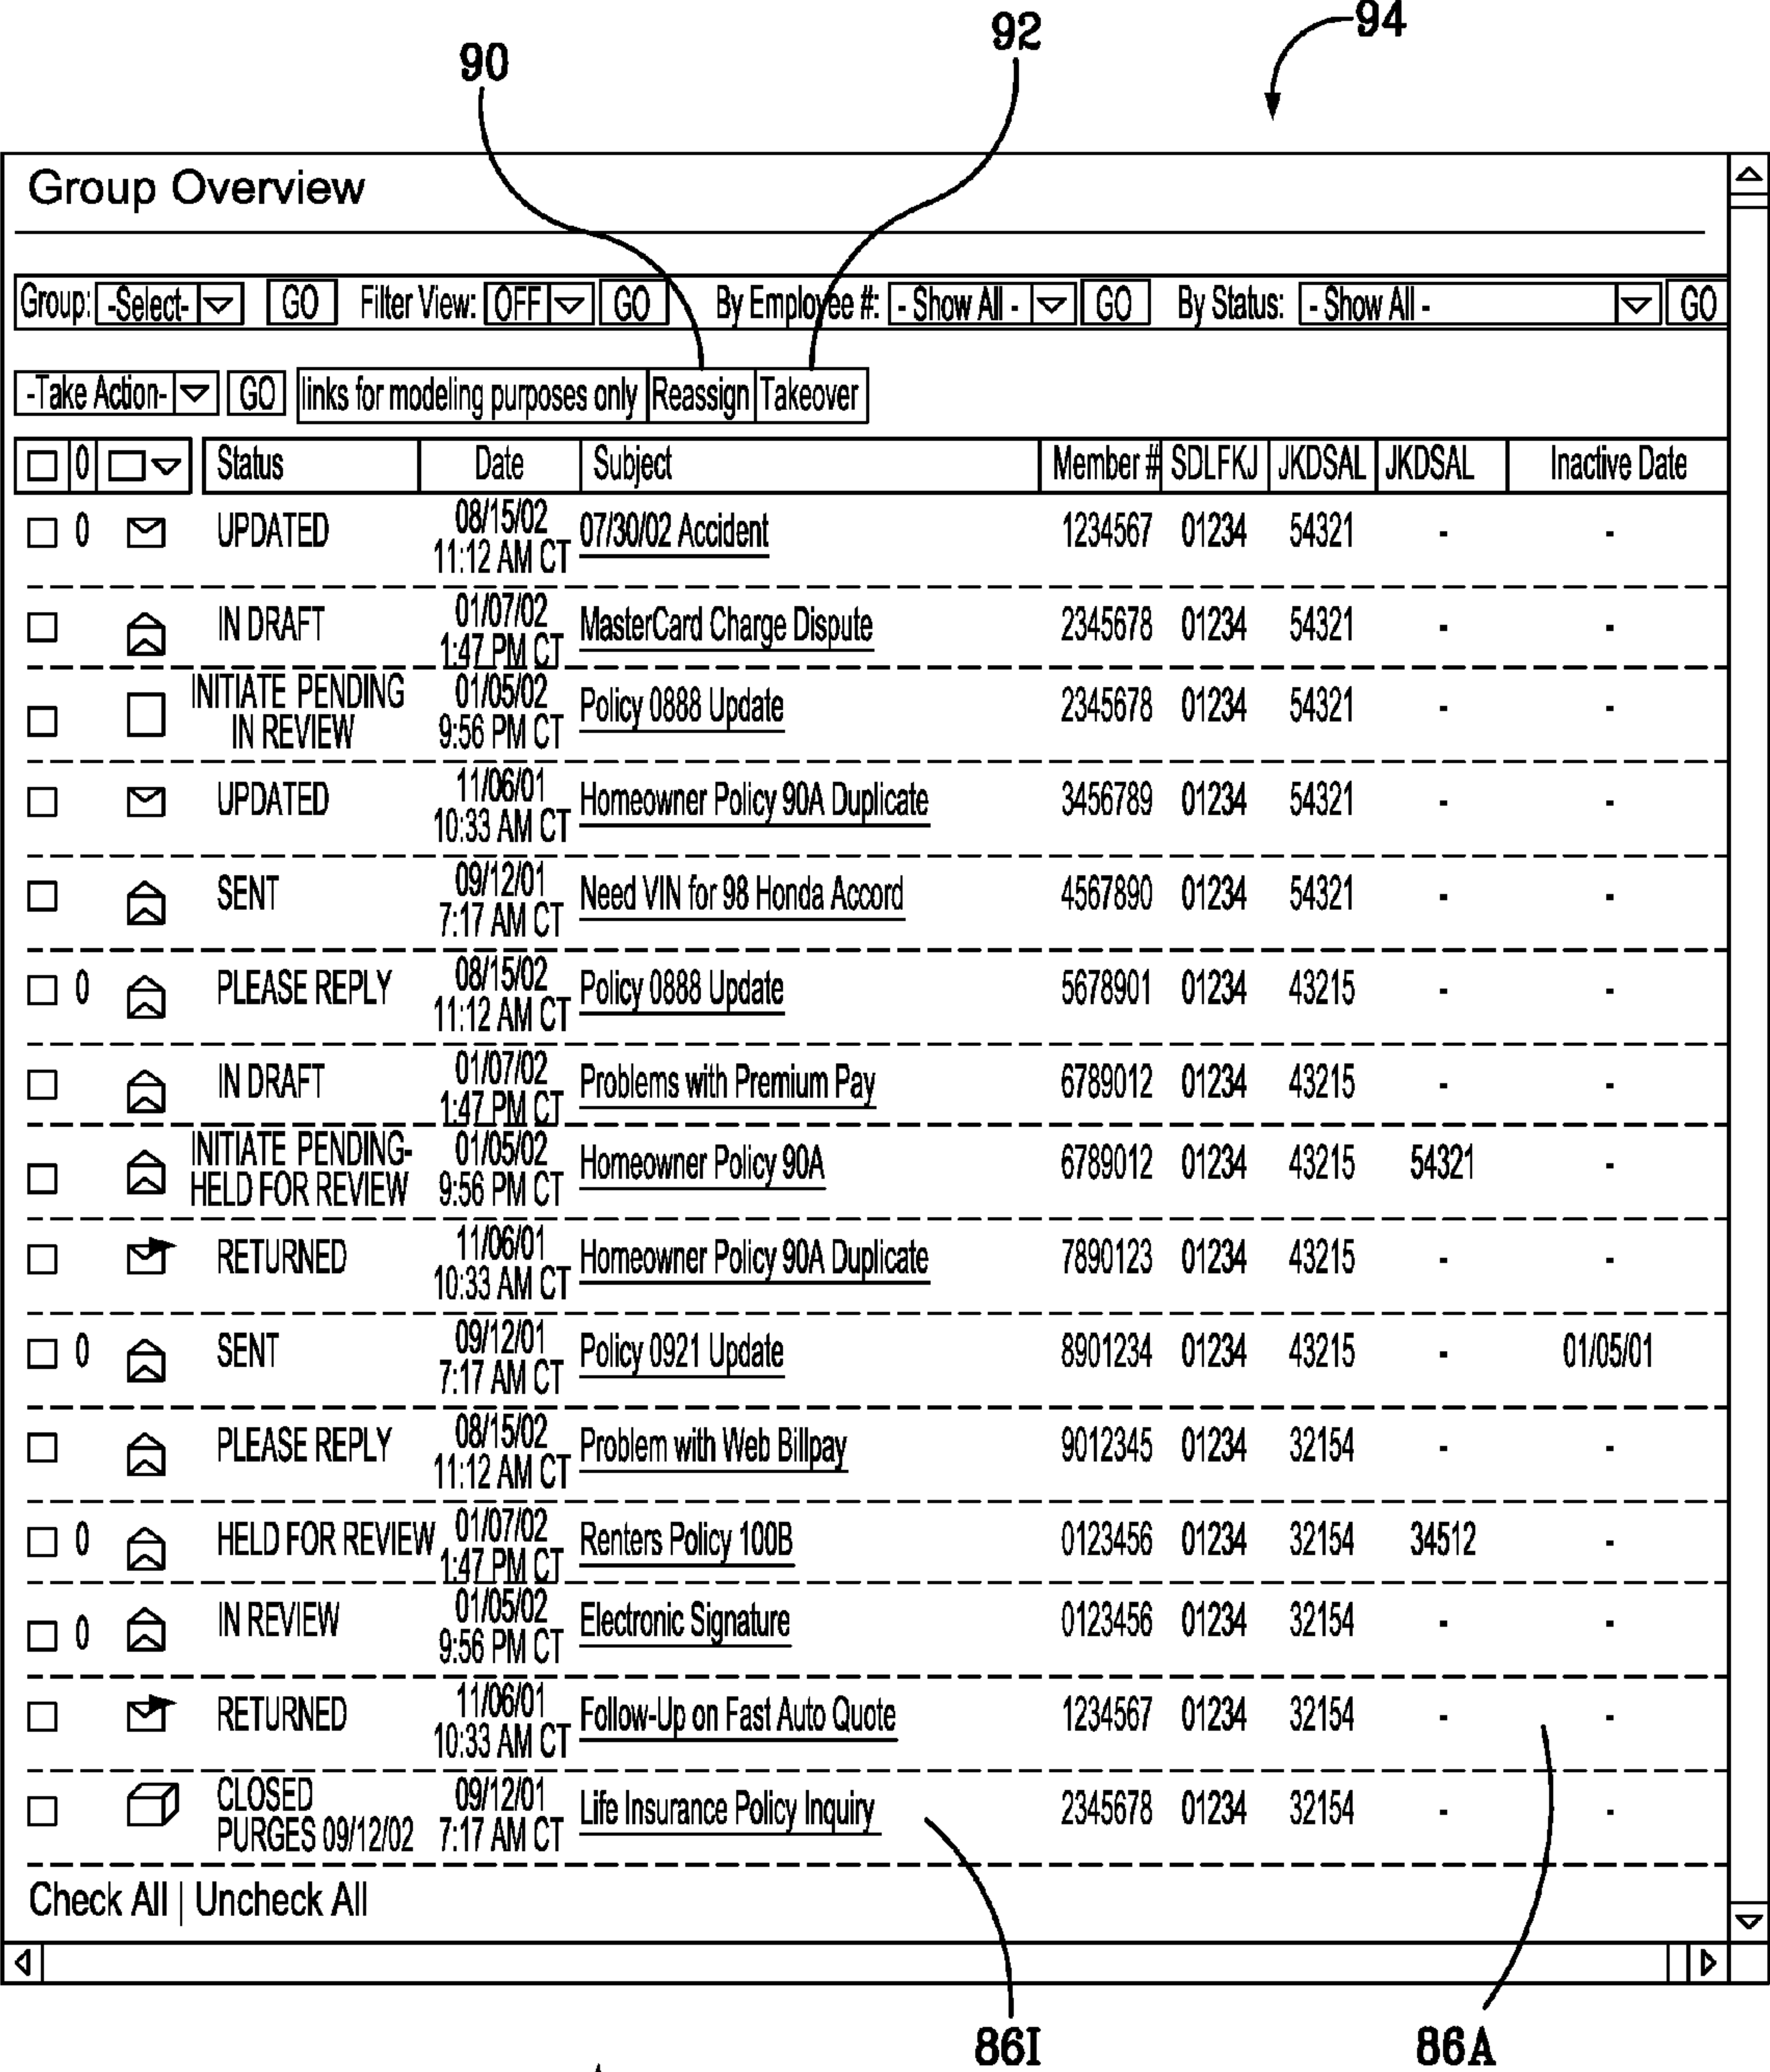 90 92 94
Group Overview
Group: -Select- GO Filter View: OFF GO By Employee #: - Show All - GO By Status: - Show All - GO
-Take Action- GO links for modeling purposes only Reassign Takeover
0 Status Date Subject Member # SDLFKJ JKDSAL JKDSAL Inactive Date
0 UPDATED 08/15/02 11:12 AM CT 07/30/02 Accident 1234567 01234 54321 - -
IN DRAFT 01/07/02 1:47 PM CT MasterCard Charge Dispute 2345678 01234 54321 - -
INITIATE PENDING IN REVIEW 01/05/02 9:56 PM CT Policy 0888 Update 2345678 01234 54321 - -
UPDATED 11/06/01 10:33 AM CT Homeowner Policy 90A Duplicate 3456789 01234 54321 - -
SENT 09/12/01 7:17 AM CT Need VIN for 98 Honda Accord 4567890 01234 54321 - -
0 PLEASE REPLY 08/15/02 11:12 AM CT Policy 0888 Update 5678901 01234 43215 - -
IN DRAFT 01/07/02 1:47 PM CT Problems with Premium Pay 6789012 01234 43215 - -
INITIATE PENDING- HELD FOR REVIEW 01/05/02 9:56 PM CT Homeowner Policy 90A 6789012 01234 43215 54321 -
RETURNED 11/06/01 10:33 AM CT Homeowner Policy 90A Duplicate 7890123 01234 43215 - -
0 SENT 09/12/01 7:17 AM CT Policy 0921 Update 8901234 01234 43215 - 01/05/01
PLEASE REPLY 08/15/02 11:12 AM CT Problem with Web Billpay 9012345 01234 32154 - -
0 HELD FOR REVIEW 01/07/02 1:47 PM CT Renters Policy 100B 0123456 01234 32154 34512 -
0 IN REVIEW 01/05/02 9:56 PM CT Electronic Signature 0123456 01234 32154 - -
RETURNED 11/06/01 10:33 AM CT Follow-Up on Fast Auto Quote 1234567 01234 32154 - -
CLOSED PURGES 09/12/02 09/12/01 7:17 AM CT Life Insurance Policy Inquiry 2345678 01234 32154 - -
Check All | Uncheck All
86I 86A